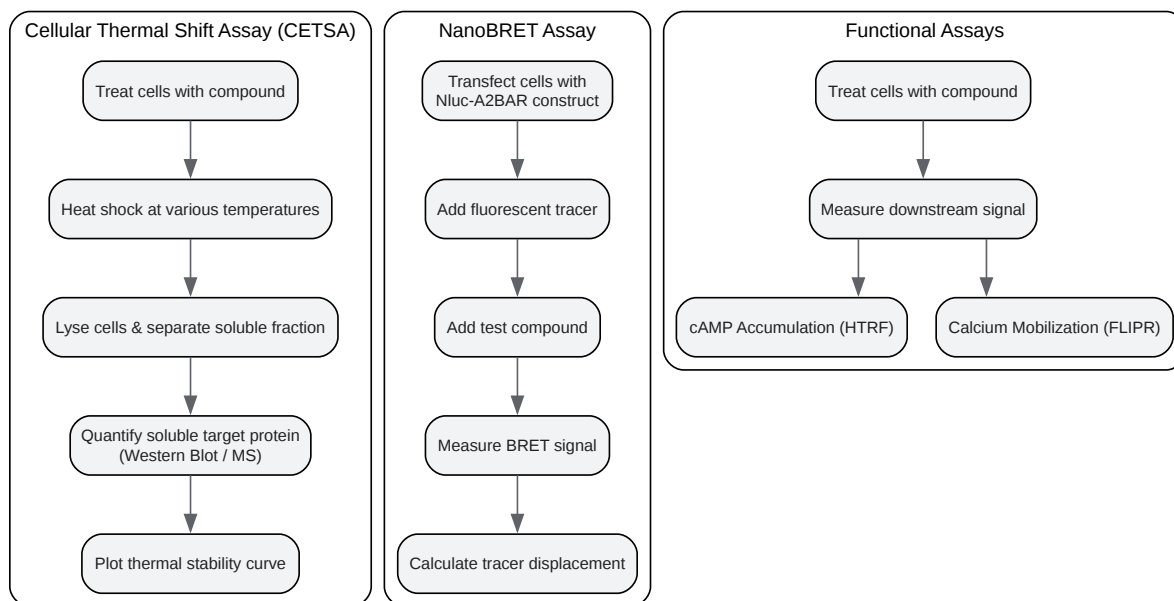 Cellular Thermal Shift Assay (CETSA)
Treat cells with compound
Heat shock at various temperatures
Lyse cells & separate soluble fraction
Quantify soluble target protein
(Western Blot / MS)
Plot thermal stability curve
NanoBRET Assay
Transfect cells with
Nluc-A2BAR construct
Add fluorescent tracer
Add test compound
Measure BRET signal
Calculate tracer displacement
Functional Assays
Treat cells with compound
Measure downstream signal
cAMP Accumulation (HTRF)
Calcium Mobilization (FLIPR)